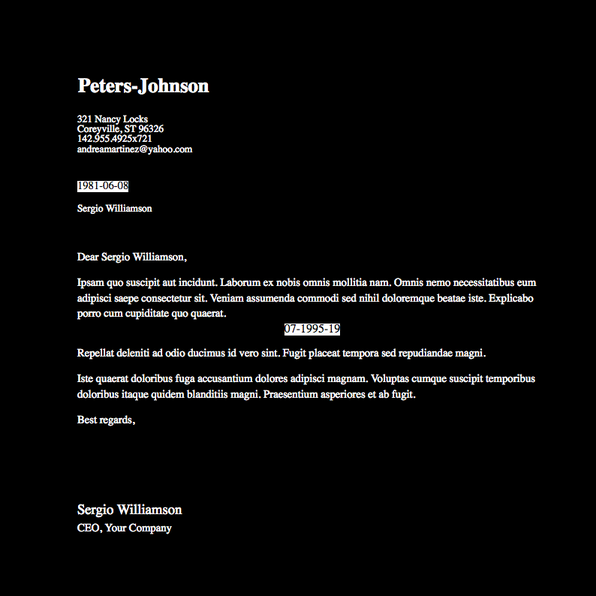 Peters-Johnson
321 Nancy Locks
Coreyville, ST 96326
142.955.4925x721
andreamartinez@yahoo.com
1981-06-08
Sergio Williamson
Dear Sergio Williamson,
Ipsam quo suscipit aut incidunt. Laborum ex nobis omnis mollitia nam. Omnis nemo necessitatibus eum
adipisci saepe consectetur sit. Veniam assumenda commodi sed nihil doloremque beatae iste. Explicabo
porro cum cupiditate quo quaerat.
07-1995-19
Repellat deleniti ad odio ducimus id vero sint. Fugit placeat tempora sed repudiandae magni.
Iste quaerat doloribus fuga accusantium dolores adipisci magnam. Voluptas cumque suscipit temporibus
doloribus itaque quidem blanditiis magni. Praesentium asperiores et ab fugit.
Best regards,
Sergio Williamson
CEO, Your Company